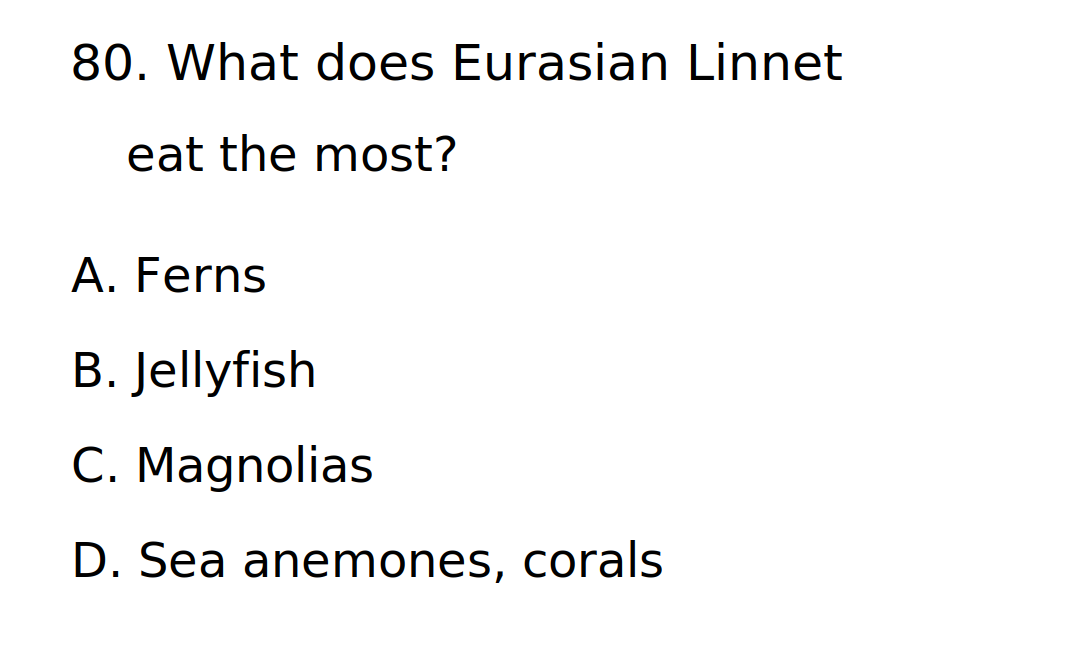 80. What does Eurasian Linnet
eat the most?
A. Ferns
B. Jellyfish
C. Magnolias
D. Sea anemones, corals